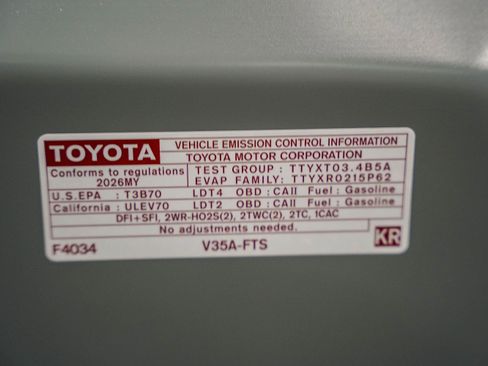 TOYOTA VEHICLE EMISSION CONTROL INFORMATION
TOYOTA MOTOR CORPORATION
Conforms to regulations TEST GROUP : TTYXT03.4B5A
2026MY EVAP FAMILY: TTYXR0215P62
U.S.EPA : T3B70 LDT4 OBD : CAII Fuel : Gasoline
California : ULEV70 LDT2 OBD : CAII Fuel : Gasoline
DFI+SFI, 2WR-HO2S(2), 2TWC(2), 2TC, 1CAC
No adjustments needed.
F4034 V35A-FTS KR